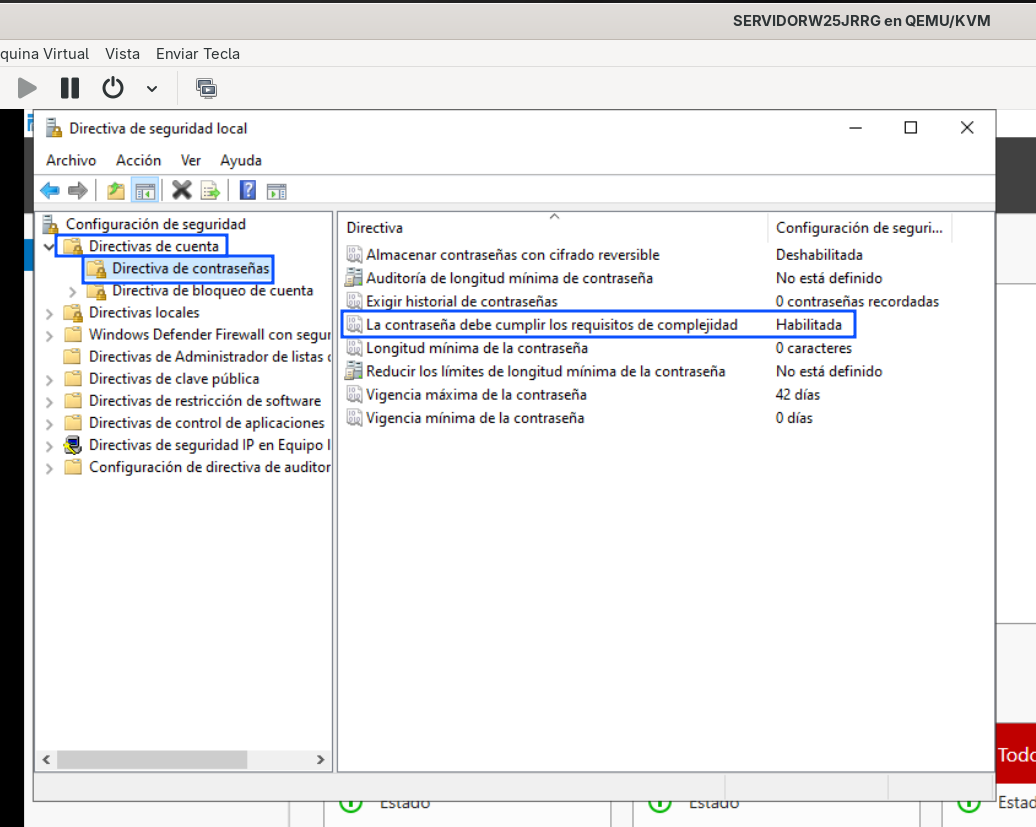 SERVIDORW25JRRG en QEMU/KVM
quina Virtual Vista Enviar Tecla
Directiva de seguridad local
Archivo Acción Ver Ayuda
Configuración de seguridad
Directivas de cuenta
Directiva de contraseñas
Directiva de bloqueo de cuenta
Directivas locales
Windows Defender Firewall con segur
Directivas de Administrador de listas d
Directivas de clave pública
Directivas de restricción de software
Directivas de control de aplicaciones
Directivas de seguridad IP en Equipo l
Configuración de directiva de auditor
Directiva Configuración de seguri...
Almacenar contraseñas con cifrado reversible Deshabilitada
Auditoría de longitud mínima de contraseña No está definido
Exigir historial de contraseñas 0 contraseñas recordadas
La contraseña debe cumplir los requisitos de complejidad Habilitada
Longitud mínima de la contraseña 0 caracteres
Reducir los límites de longitud mínima de la contraseña No está definido
Vigencia máxima de la contraseña 42 días
Vigencia mínima de la contraseña 0 días
Todo
Estado Estado Estad